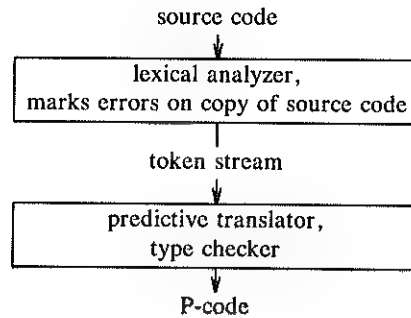 source code
lexical analyzer,
marks errors on copy of source code
token stream
predictive translator,
type checker
P-code